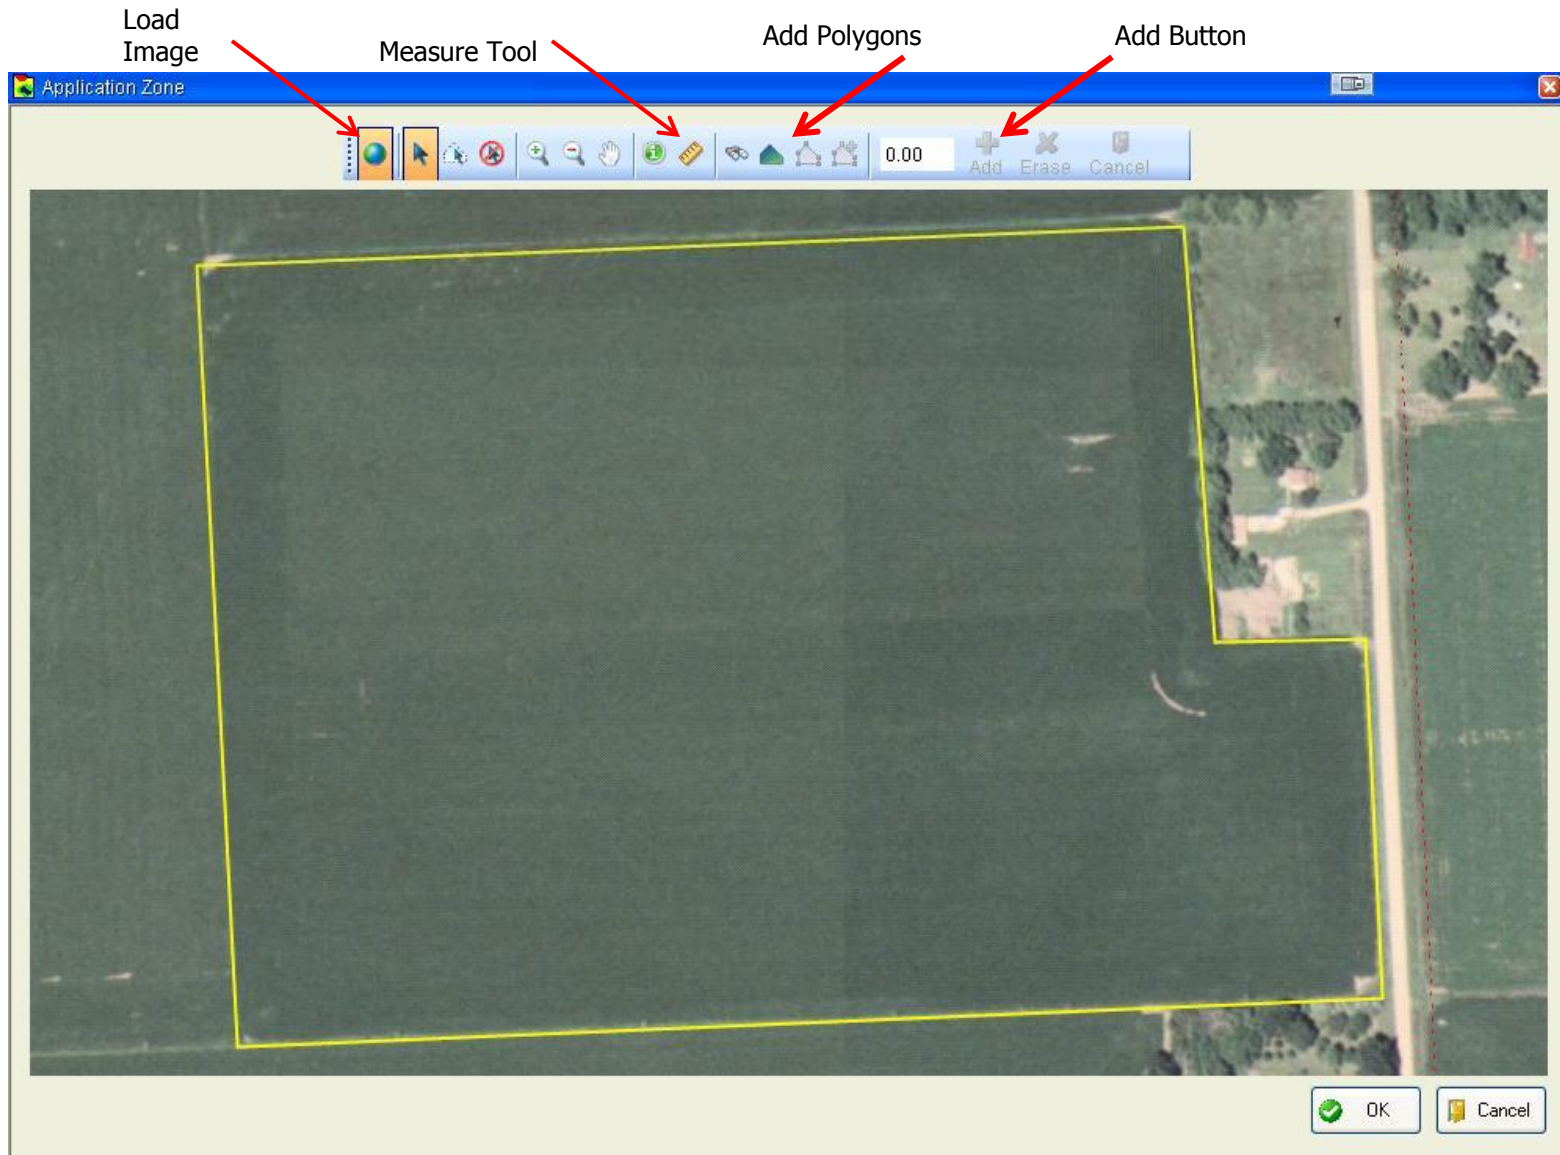 Load
Image
Measure Tool
Add Polygons
Add Button
Application Zone
0.00
Add
Erase
Cancel
OK
Cancel